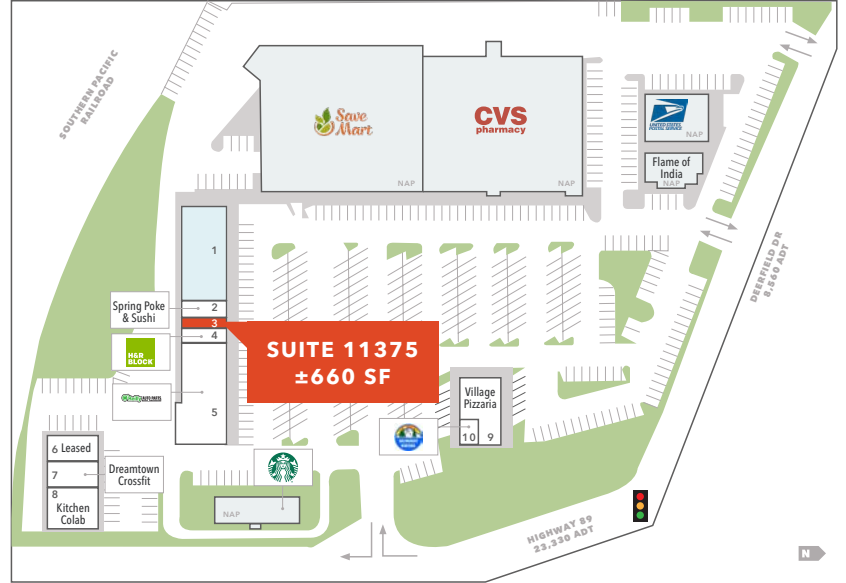 SOUTHERN PACIFIC
RAILROAD
Save
Mart
NAP
CVS
pharmacy
NAP
UNITED STATES
POSTAL SERVICE
NAP
Flame of
India
NAP
DEERFIELD DR
8,560 ADT
1
2
3
4
5
Spring Poke
& Sushi
H&R
BLOCK
SUITE 11375
±660 SF
Village
Pizzaria
10
9
6 Leased
7
8
Kitchen
Colab
Dreamtown
Crossfit
NAP
HIGHWAY 89
23,330 ADT
N